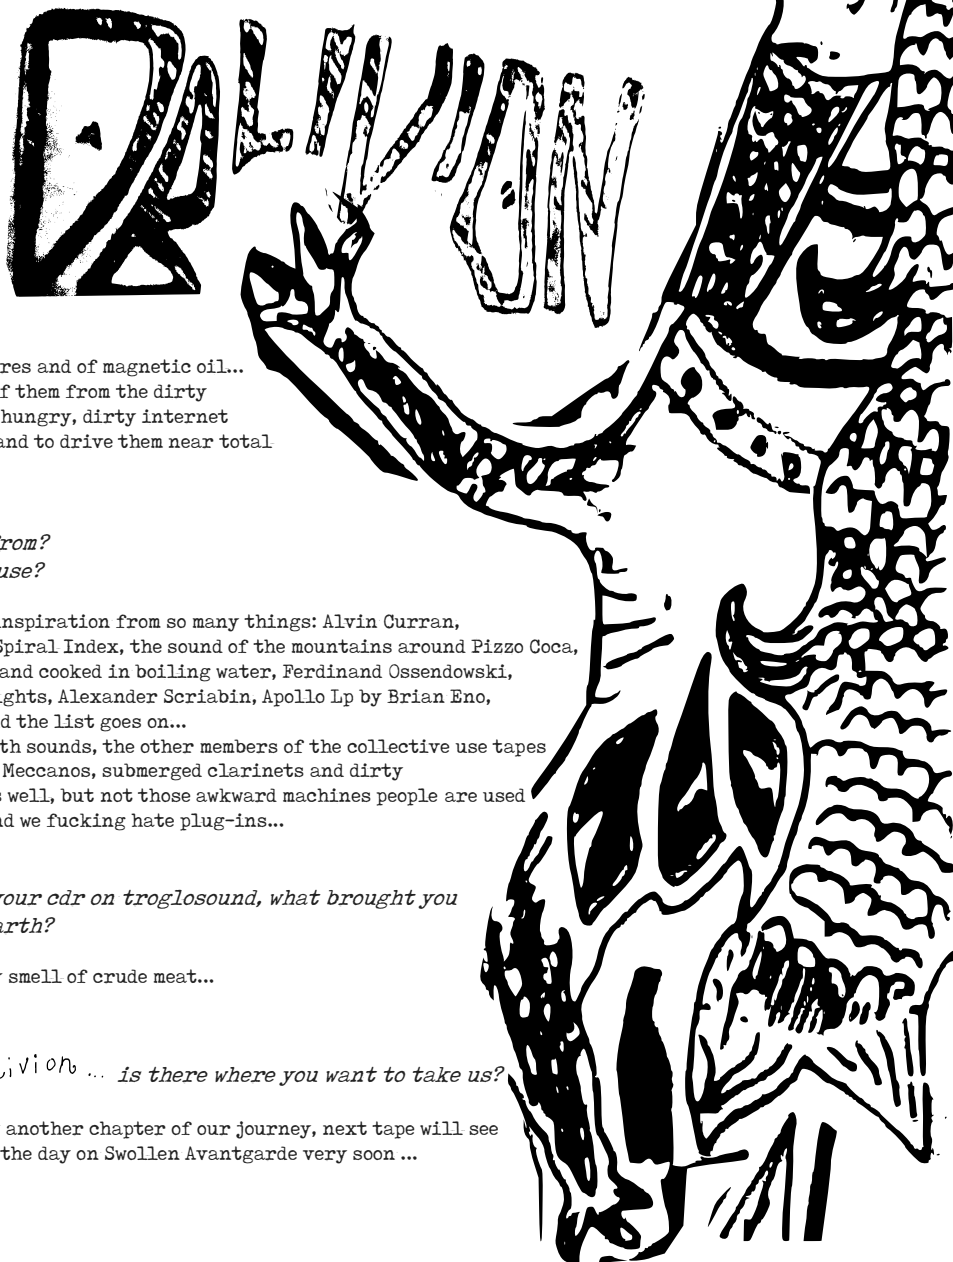 OBLIVION
res and of magnetic oil...
f them from the dirty
hungry, dirty internet
and to drive them near total
from?
use?
inspiration from so many things: Alvin Curran,
Spiral Index, the sound of the mountains around Pizzo Coca,
and cooked in boiling water, Ferdinand Ossendowski,
ights, Alexander Scriabin, Apollo Lp by Brian Eno,
d the list goes on...
th sounds, the other members of the collective use tapes
Meccanos, submerged clarinets and dirty
s well, but not those awkward machines people are used
nd we fucking hate plug-ins...
your cdr on troglosound, what brought you
arth?
smell of crude meat...
livion ... is there where you want to take us?
another chapter of our journey, next tape will see
the day on Swollen Avantgarde very soon ...